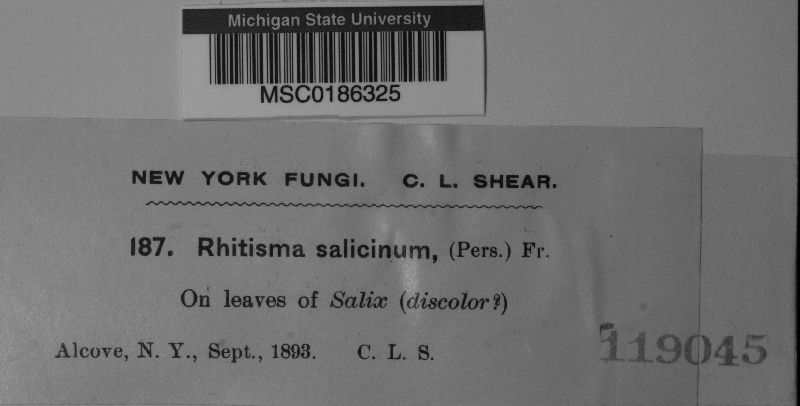 Michigan State University
MSC0186325
NEW YORK FUNGI. C. L. SHEAR.
187. Rhitisma salicinum, (Pers.) Fr.
On leaves of Salix (discolor?)
Alcove, N. Y., Sept., 1893. C. L. S.
119045